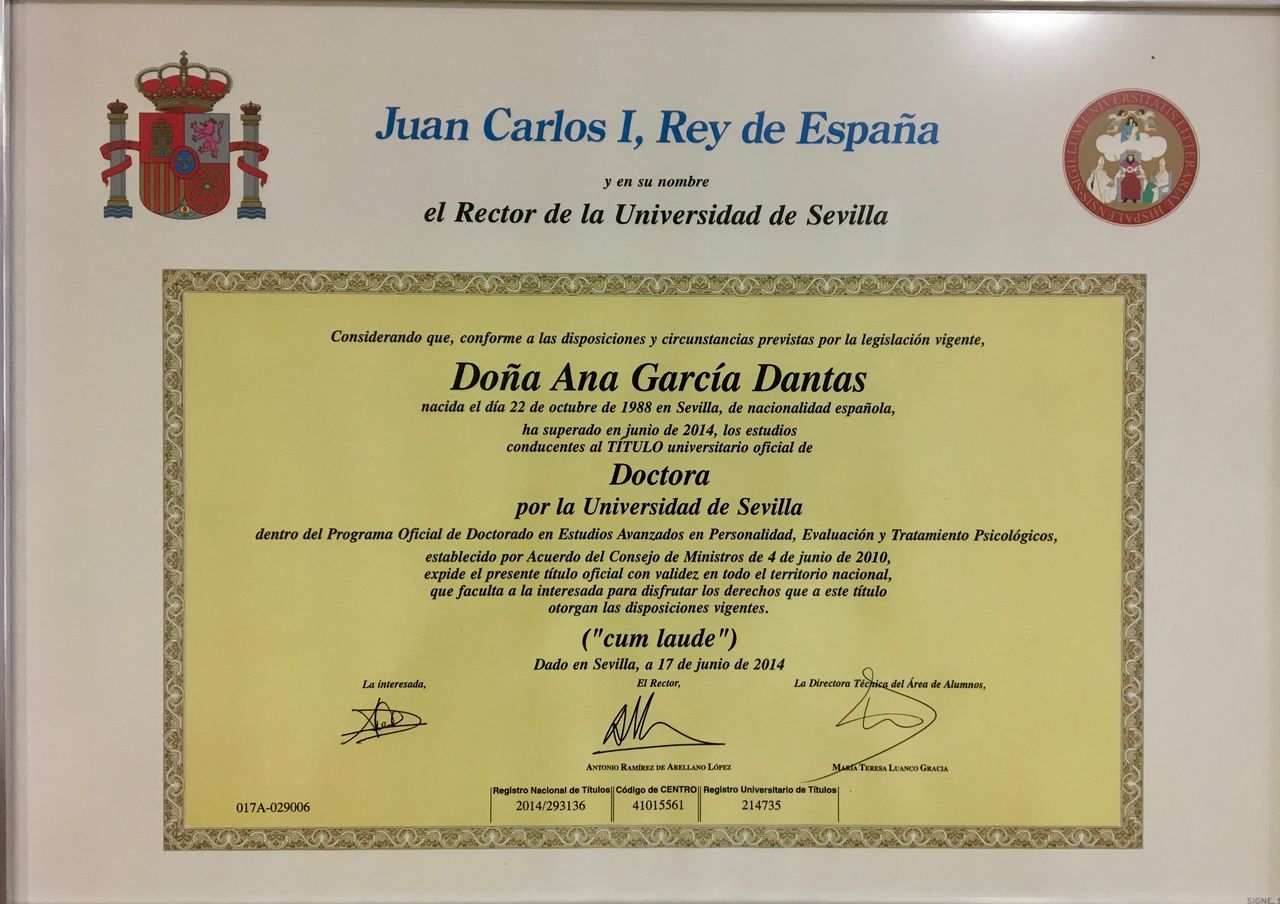 Juan Carlos I, Rey de España
y en su nombre
el Rector de la Universidad de Sevilla
SIGILLUM UNIVERSITATIS LITTERARIAE HISPALENSIS
Considerando que, conforme a las disposiciones y circunstancias previstas por la legislación vigente,
Doña Ana García Dantas
nacida el día 22 de octubre de 1988 en Sevilla, de nacionalidad española,
ha superado en junio de 2014, los estudios
conducentes al TÍTULO universitario oficial de
Doctora
por la Universidad de Sevilla
dentro del Programa Oficial de Doctorado en Estudios Avanzados en Personalidad, Evaluación y Tratamiento Psicológicos,
establecido por Acuerdo del Consejo de Ministros de 4 de junio de 2010,
expide el presente título oficial con validez en todo el territorio nacional,
que faculta a la interesada para disfrutar los derechos que a este título
otorgan las disposiciones vigentes.
("cum laude")
Dado en Sevilla, a 17 de junio de 2014
La interesada, El Rector, La Directora Técnica del Área de Alumnos,
ANTONIO RAMÍREZ DE ARELLANO LÓPEZ MARÍA TERESA LUANCO GRACIA
Registro Nacional de Títulos Código de CENTRO Registro Universitario de Títulos
017A-029006 2014/293136 41015561 214735
SIGNE, S